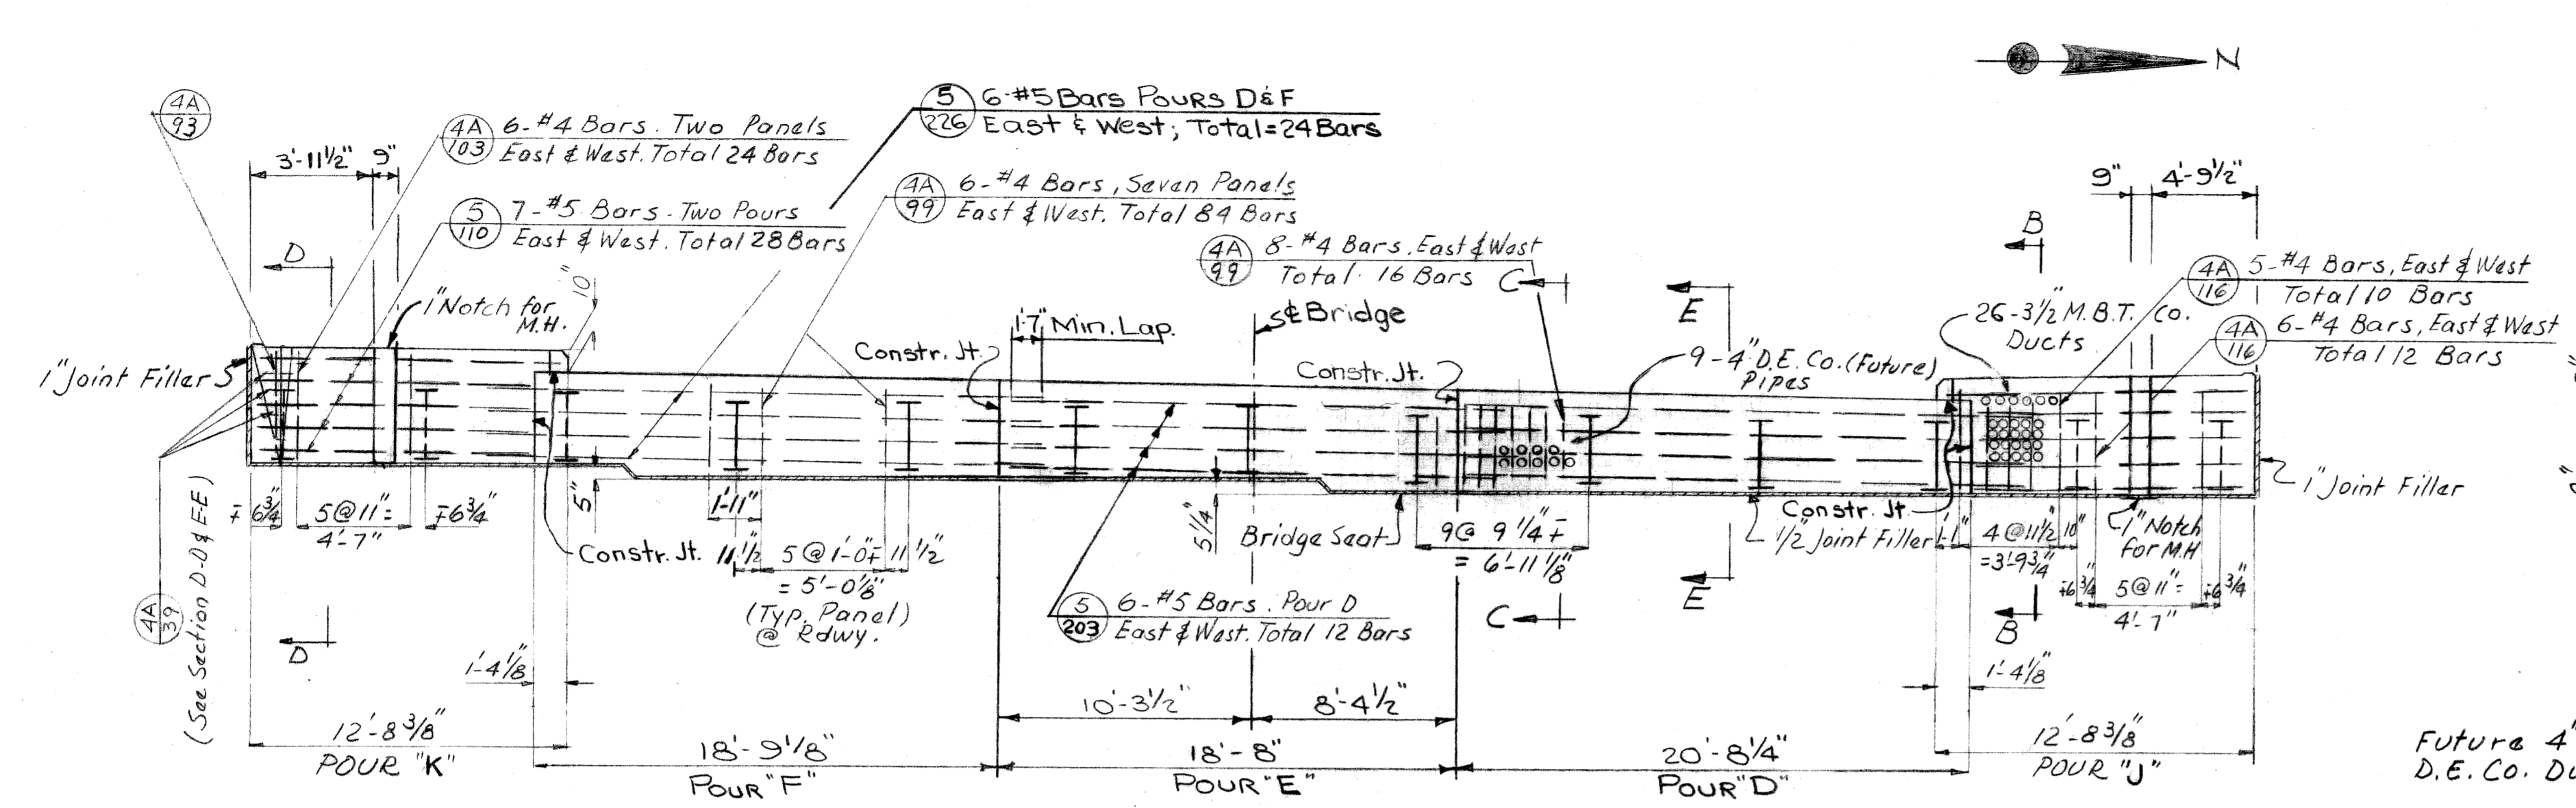 N
4A
93
4A
103
6-#4 Bars. Two Panels
East & West. Total 24 Bars
5
226
6-#5 Bars POURS D&F
East & West; Total=24 Bars
3'-11½" 9"
5
110
7-#5 Bars-Two Pours
East & West. Total 28 Bars
4A
99
6-#4 Bars, Seven Panels
East & West. Total 84 Bars
4A
99
8-#4 Bars. East & West
Total 16 Bars
9" 4'-9½"
D
10"
C
E
B
4A
116
5-#4 Bars, East & West
Total 10 Bars
1" Notch for
M.H.
1'-7" Min. Lap.
S ℄ Bridge
26-3½" M.B.T. Co.
Ducts
4A
116
6-#4 Bars, East & West
Total 12 Bars
1" Joint Filler
Constr. Jt.
Constr. Jt.
9-4" D.E. Co. (Future)
Pipes
1" Joint Filler
∓ 6¾" 5@11"= ∓6¾"
4'-7"
5"
1'-11"
Constr. Jt.
11½" 5@1'-0"∓ 11½"
= 5'-0⅛"
(Typ. Panel)
@ Rdwy.
5¼"
Bridge Seat
9@ 9¼"∓
= 6'-11⅛"
Constr. Jt.
½" Joint Filler
1'-1" 4@11½" 10"
=3'-9¾"
1" Notch
for M.H
∓6¾" 5@11"= ∓6¾"
4'-7"
4A
39
(See Section D-D & E-E)
5
203
6-#5 Bars. Pour D
East & West. Total 12 Bars
C
E
B
D
1'-4⅛"
10'-3½"
8'-4½"
1'-4⅛"
12'-8⅜"
POUR "K"
18'-9⅛"
POUR "F"
18'-8"
POUR "E"
20'-8¼"
POUR "D"
12'-8⅜"
POUR "J"
Future 4"
D.E. Co. Du